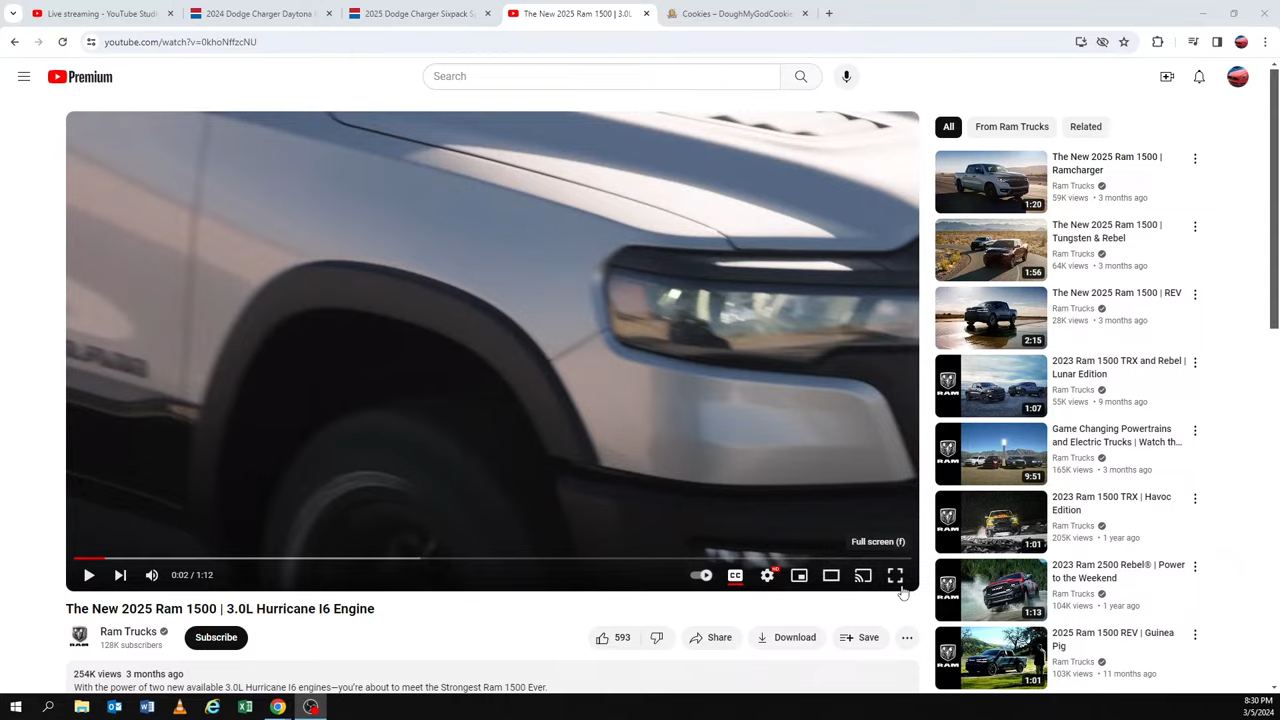 Live streaming - YouTube Studi
2024 Dodge Charger Daytona
2025 Dodge Charger Sixpack
The New 2025 Ram 1500 | 3.0L
Cookies – DoughMyGodCookie
youtube.com/watch?v=0khoNffzcNU
Premium
Search
All
From Ram Trucks
Related
The New 2025 Ram 1500 |
Ramcharger
Ram Trucks
59K views • 3 months ago
1:20
The New 2025 Ram 1500 |
Tungsten & Rebel
Ram Trucks
64K views • 3 months ago
1:56
The New 2025 Ram 1500 | REV
Ram Trucks
28K views • 3 months ago
2:15
2023 Ram 1500 TRX and Rebel |
Lunar Edition
Ram Trucks
55K views • 9 months ago
RAM
1:07
Game Changing Powertrains
and Electric Trucks | Watch th...
Ram Trucks
165K views • 3 months ago
RAM
9:51
2023 Ram 1500 TRX | Havoc
Edition
Ram Trucks
205K views • 1 year ago
RAM
1:01
2023 Ram 2500 Rebel® | Power
to the Weekend
Ram Trucks
104K views • 1 year ago
RAM
1:13
2025 Ram 1500 REV | Guinea
Pig
Ram Trucks
103K views • 11 months ago
RAM
1:01
Full screen (f)
0:02 / 1:12
CC
HD
The New 2025 Ram 1500 | 3.0L Hurricane I6 Engine
Ram Trucks
128K subscribers
Subscribe
593
Share
Download
Save
254K views 3 months ago
With the power of two new available 3.0L Hurricane I6 engines—you're about to meet the strongest Ram 1500 Ever.
8:30 PM
3/5/2024